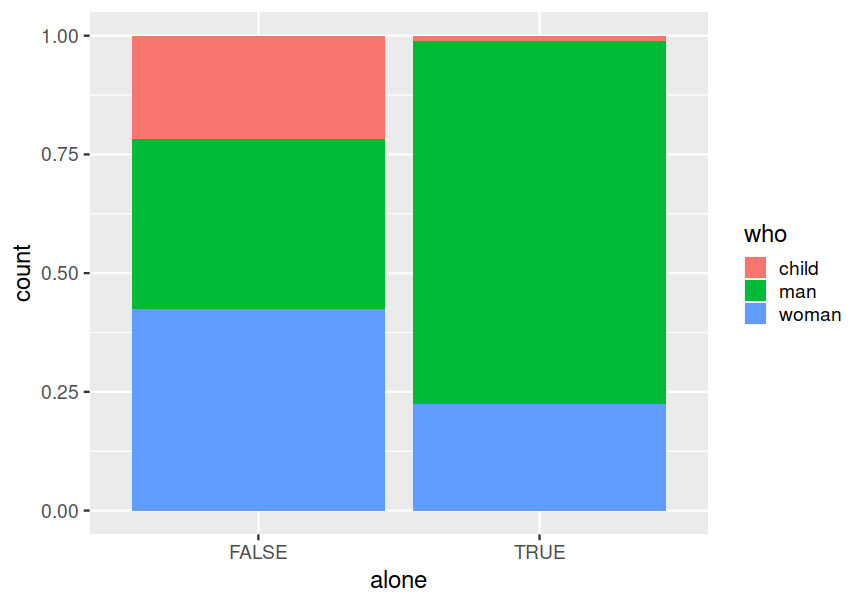 1.00
0.75
0.50
0.25
0.00
count
FALSE
TRUE
alone
who
child
man
woman